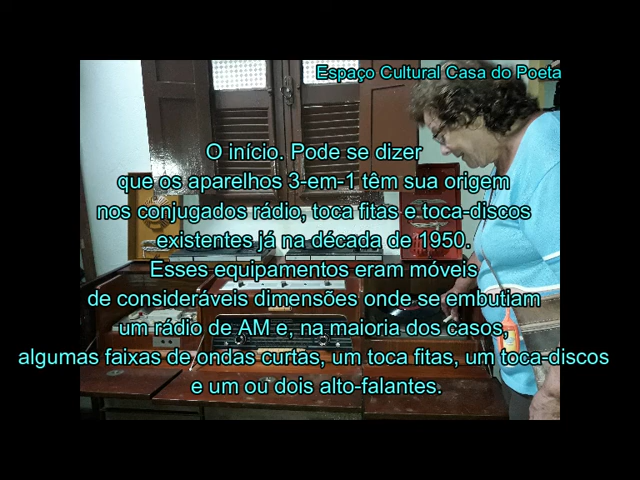 Espaço Cultural Casa do Poeta
O início. Pode se dizer
que os aparelhos 3-em-1 têm sua origem
nos conjugados rádio, toca fitas e toca-discos
existentes já na década de 1950.
Esses equipamentos eram móveis
de consideráveis dimensões onde se embutiam
um rádio de AM e, na maioria dos casos,
algumas faixas de ondas curtas, um toca fitas, um toca-discos
e um ou dois alto-falantes.